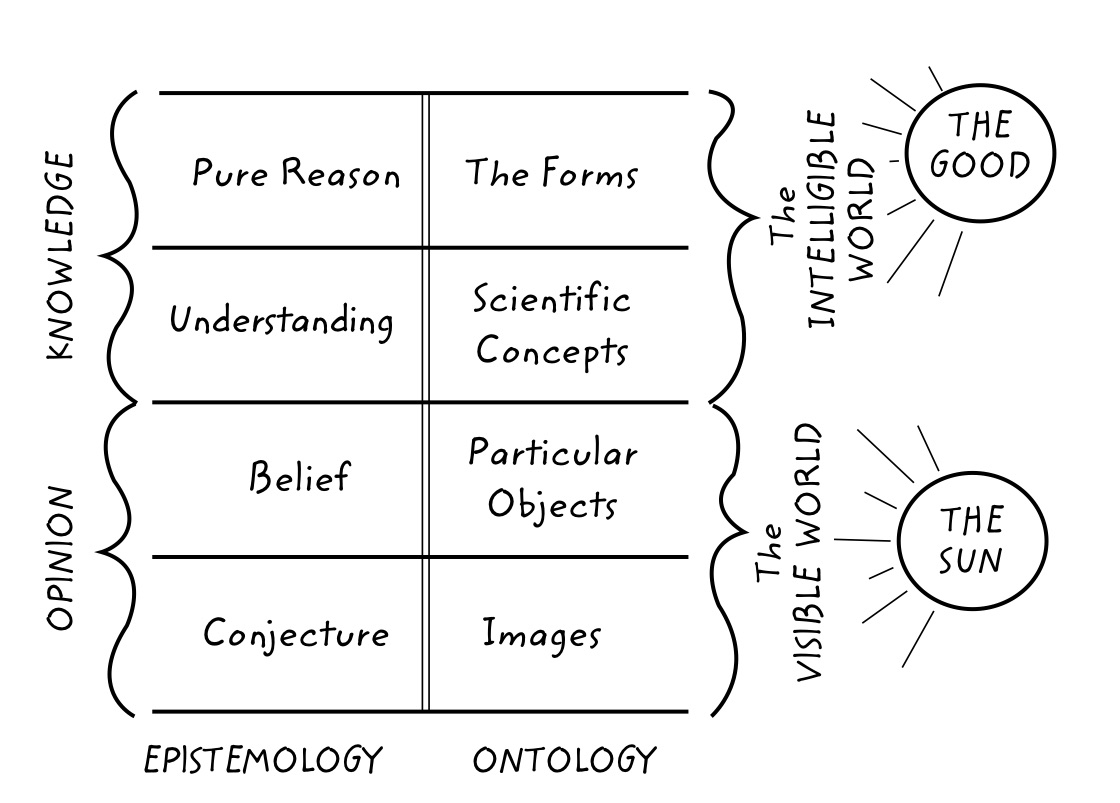 KNOWLEDGE
Pure Reason
The Forms
The
INTELLIGIBLE
WORLD
THE
GOOD
Understanding
Scientific
Concepts
OPINION
Belief
Particular
Objects
The
VISIBLE WORLD
THE
SUN
Conjecture
Images
EPISTEMOLOGY
ONTOLOGY